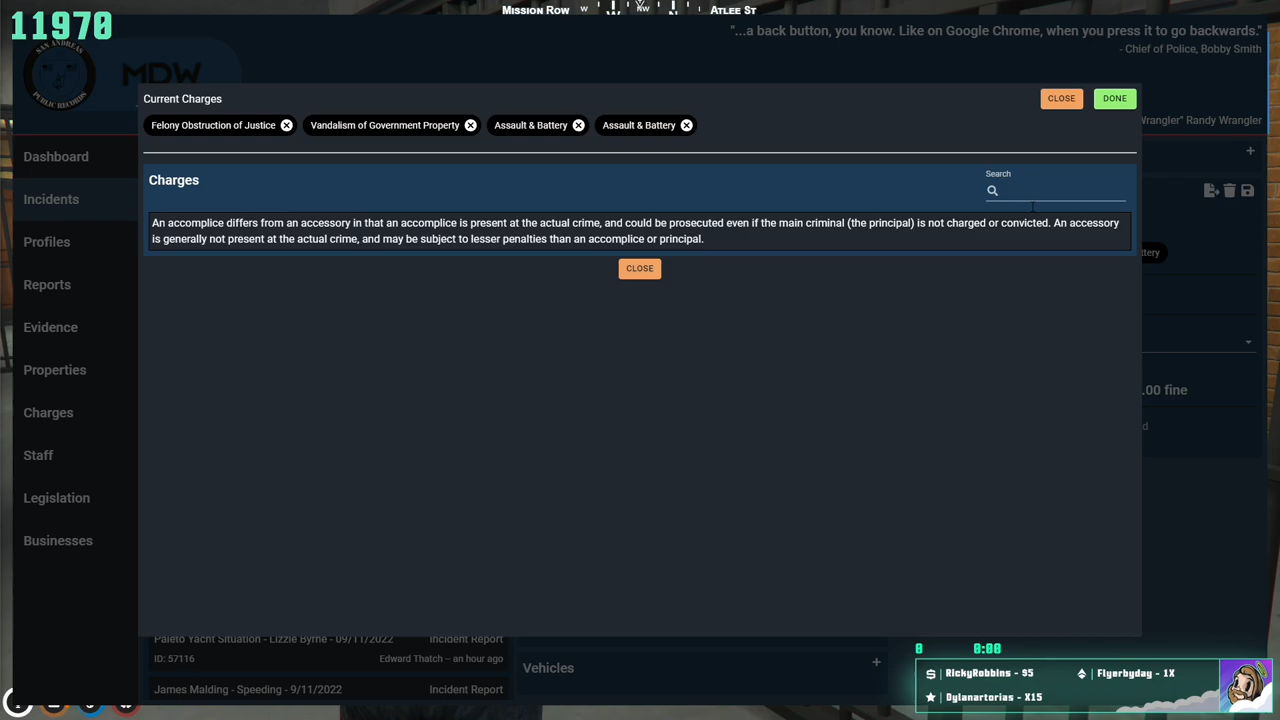 11970
Mission Row
W
W
NW
N
Atlee St
"...a back button, you know. Like on Google Chrome, when you press it to go backwards."
- Chief of Police, Bobby Smith
SAN ANDREAS
PUBLIC RECORDS
MDW
Wrangler" Randy Wrangler
Current Charges
CLOSE
DONE
Felony Obstruction of Justice
Vandalism of Government Property
Assault & Battery
Assault & Battery
Dashboard
Incidents
Profiles
Reports
Evidence
Properties
Charges
Staff
Legislation
Businesses
Charges
Search
An accomplice differs from an accessory in that an accomplice is present at the actual crime, and could be prosecuted even if the main criminal (the principal) is not charged or convicted. An accessory
is generally not present at the actual crime, and may be subject to lesser penalties than an accomplice or principal.
CLOSE
ttery
.00 fine
d
Paleto Yacht Situation - Lizzie Byrne - 09/11/2022
Incident Report
ID: 57116
Edward Thatch – an hour ago
James Malding - Speeding - 9/11/2022
Incident Report
Vehicles
0
0:00
RickyRobbins - 95
Flyerbyday - 1X
Dylanartorias - X15